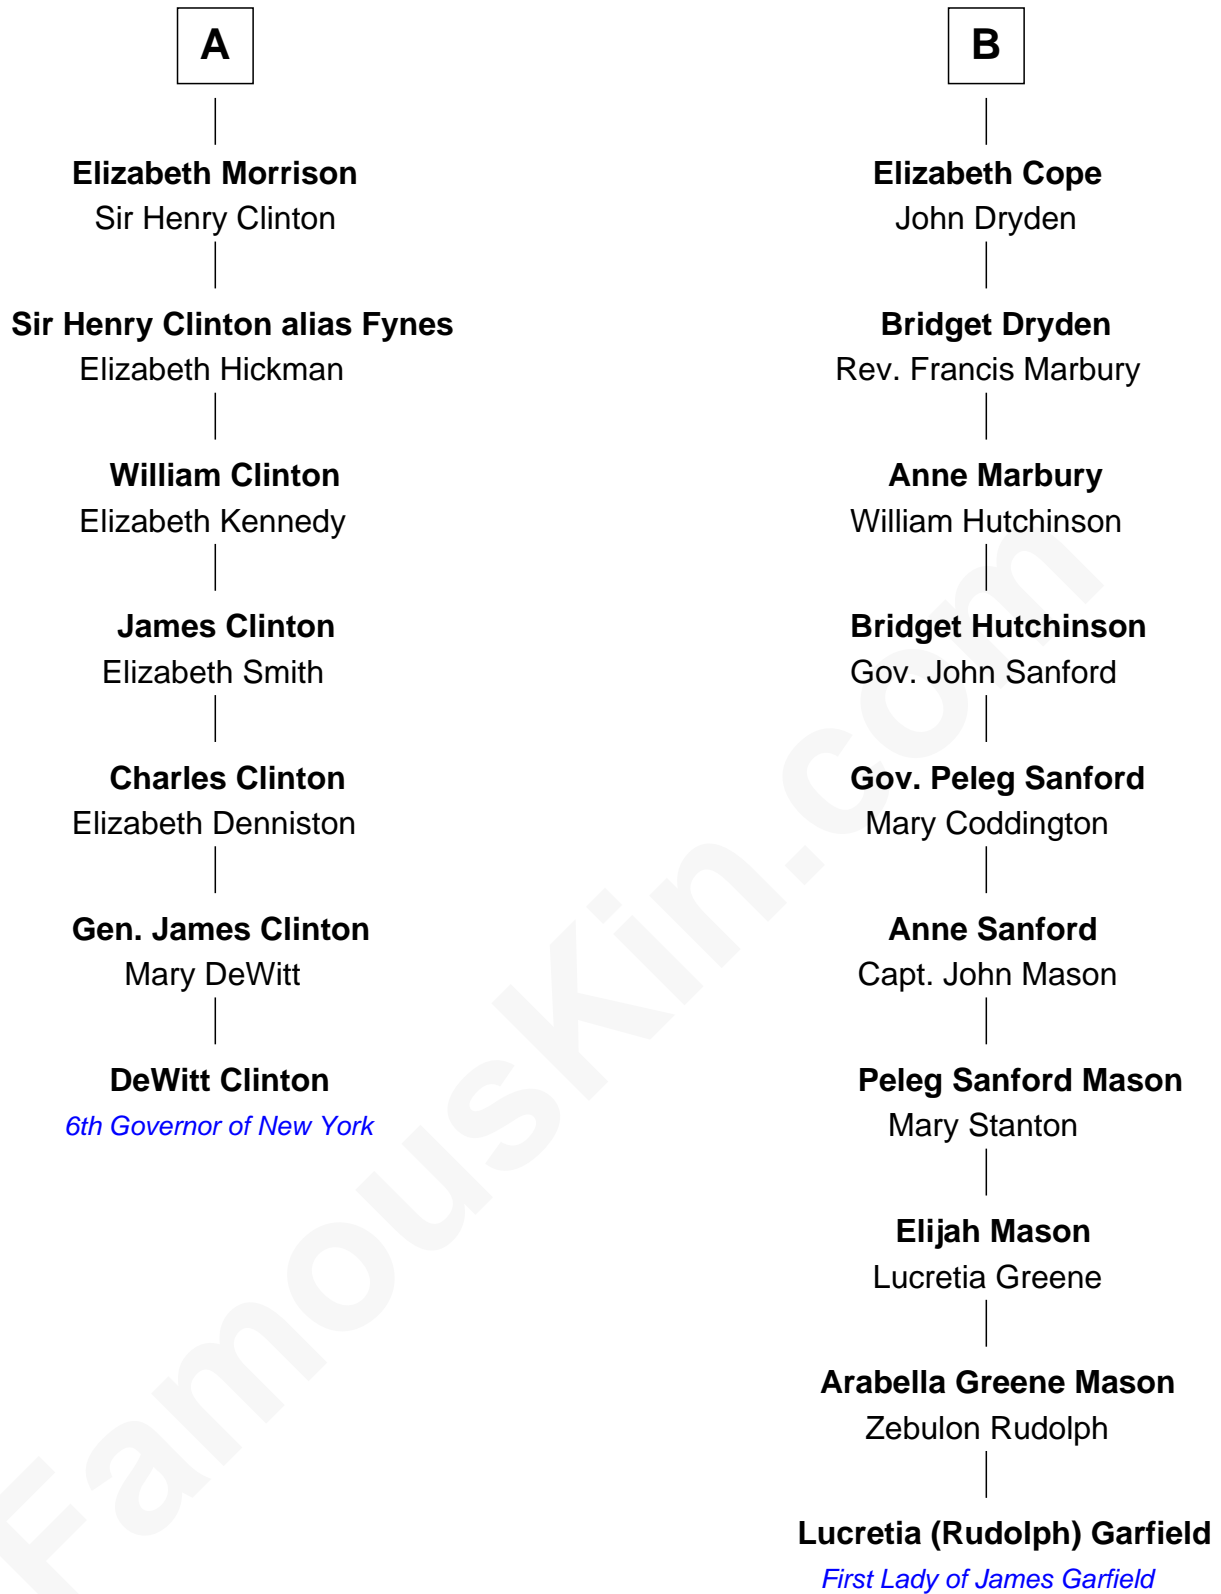 A
Elizabeth Morrison
Sir Henry Clinton
Sir Henry Clinton alias Fynes
Elizabeth Hickman
William Clinton
Elizabeth Kennedy
James Clinton
Elizabeth Smith
Charles Clinton
Elizabeth Denniston
Gen. James Clinton
Mary DeWitt
DeWitt Clinton
6th Governor of New York
B
Elizabeth Cope
John Dryden
Bridget Dryden
Rev. Francis Marbury
Anne Marbury
William Hutchinson
Bridget Hutchinson
Gov. John Sanford
Gov. Peleg Sanford
Mary Coddington
Anne Sanford
Capt. John Mason
Peleg Sanford Mason
Mary Stanton
Elijah Mason
Lucretia Greene
Arabella Greene Mason
Zebulon Rudolph
Lucretia (Rudolph) Garfield
First Lady of James Garfield
FamousKin.com